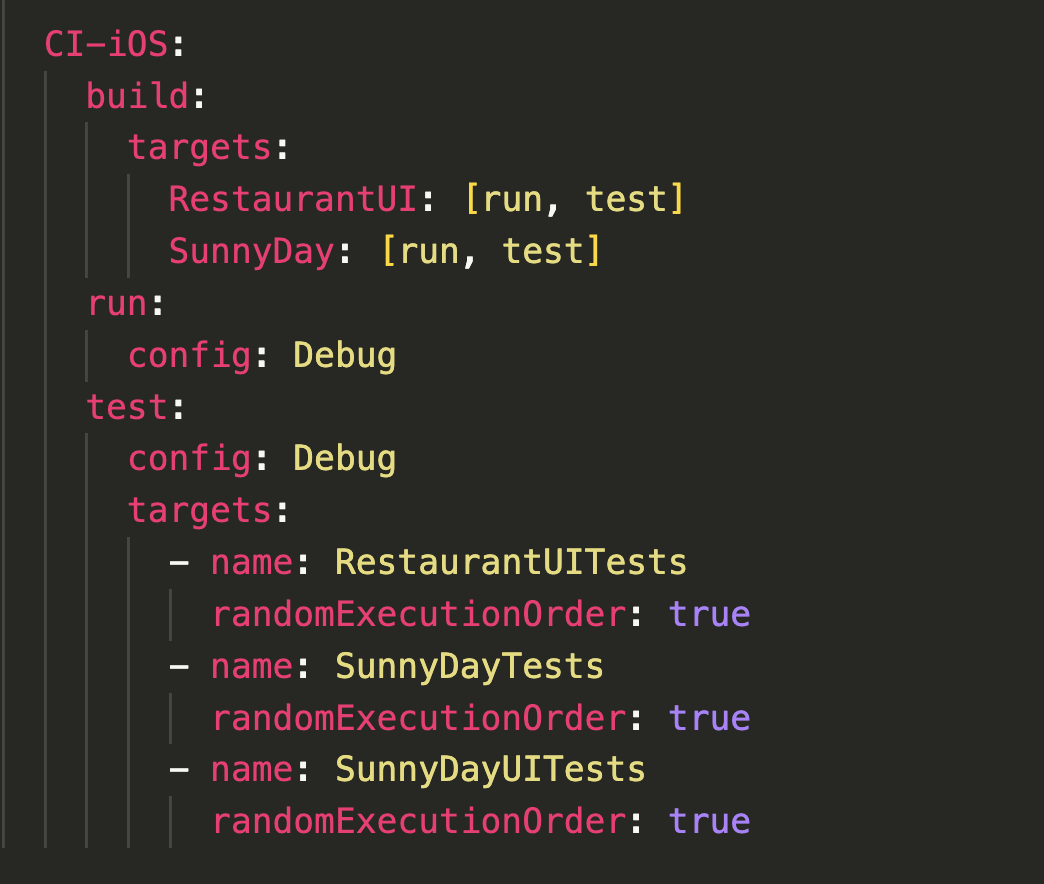 CI-iOS:
build:
targets:
RestaurantUI: [run, test]
SunnyDay: [run, test]
run:
config: Debug
test:
config: Debug
targets:
- name: RestaurantUITests
randomExecutionOrder: true
- name: SunnyDayTests
randomExecutionOrder: true
- name: SunnyDayUITests
randomExecutionOrder: true